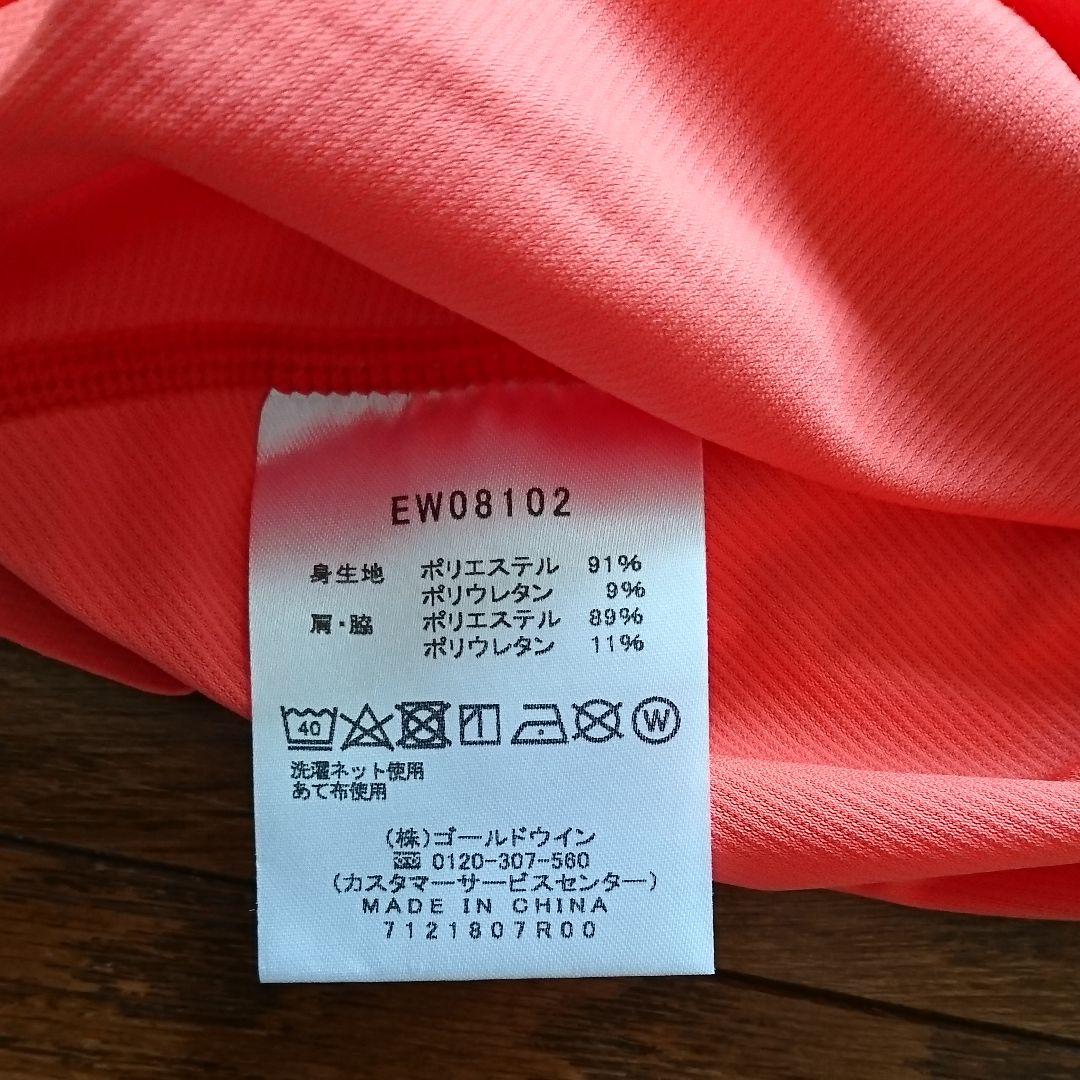 EW08102
身生地 ポリエステル 91%
ポリウレタン 9%
肩・脇 ポリエステル 89%
ポリウレタン 11%
40 W
洗濯ネット使用
あて布使用
(株)ゴールドウイン
0120-307-560
(カスタマーサービスセンター)
MADE IN CHINA
7121807R00